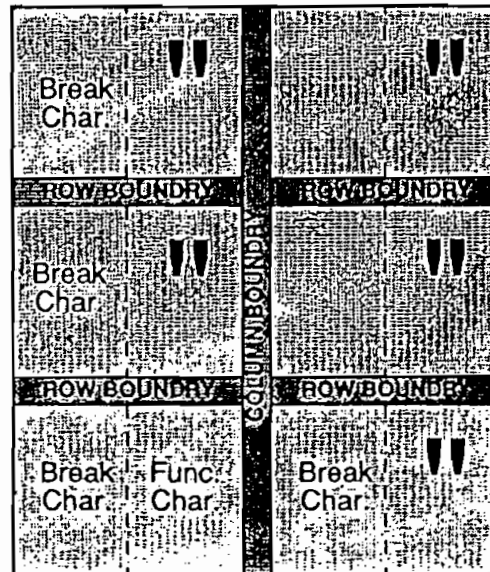 "
"
Break
Char.
ROW BOUNDRY
ROW BOUNDRY
"
"
Break
Char.
COLUMN BOUNDRY
ROW BOUNDRY
ROW BOUNDRY
"
Break Func.
Char. Char.
Break
Char.